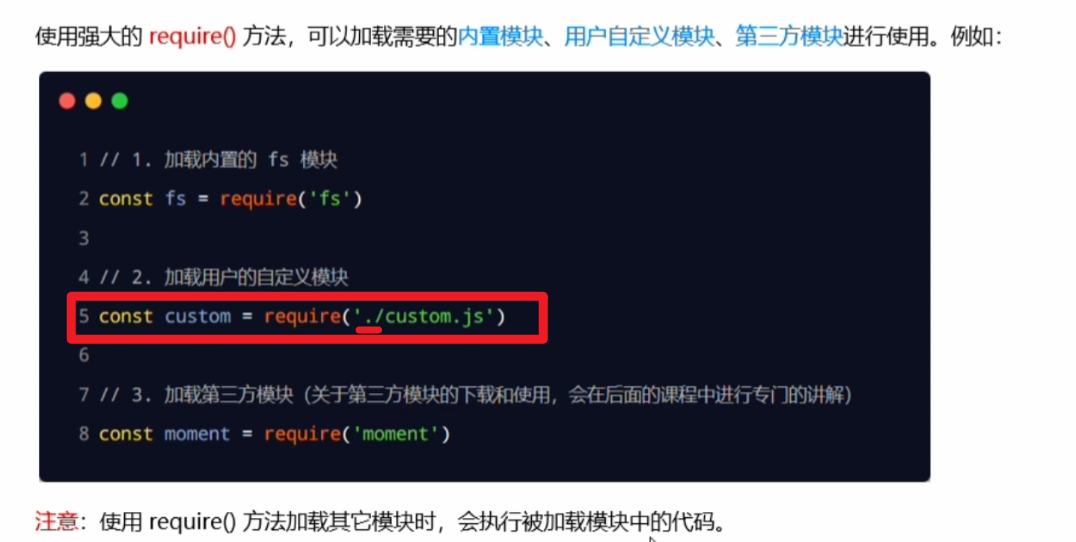 使用强大的 require() 方法，可以加载需要的内置模块、用户自定义模块、第三方模块进行使用。例如：
1 // 1. 加载内置的 fs 模块
2 const fs = require('fs')
3
4 // 2. 加载用户的自定义模块
5 const custom = require('./custom.js')
6
7 // 3. 加载第三方模块（关于第三方模块的下载和使用，会在后面的课程中进行专门的讲解）
8 const moment = require('moment')
注意：使用 require() 方法加载其它模块时，会执行被加载模块中的代码。